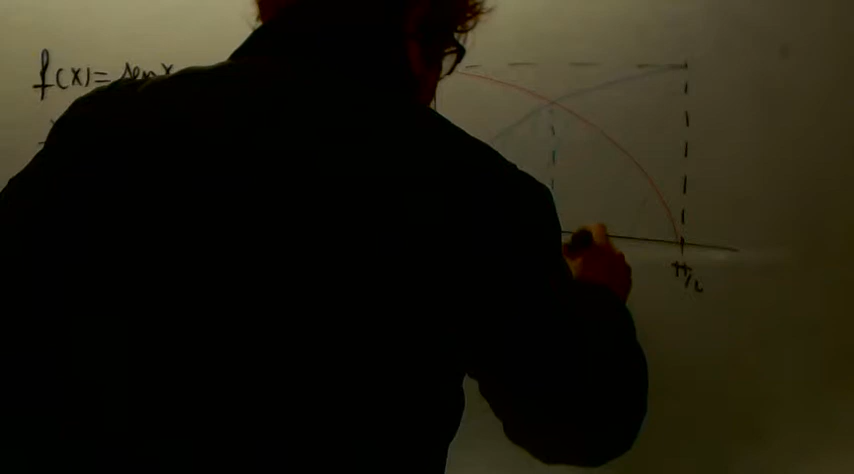 f(x)= sen x
π/2